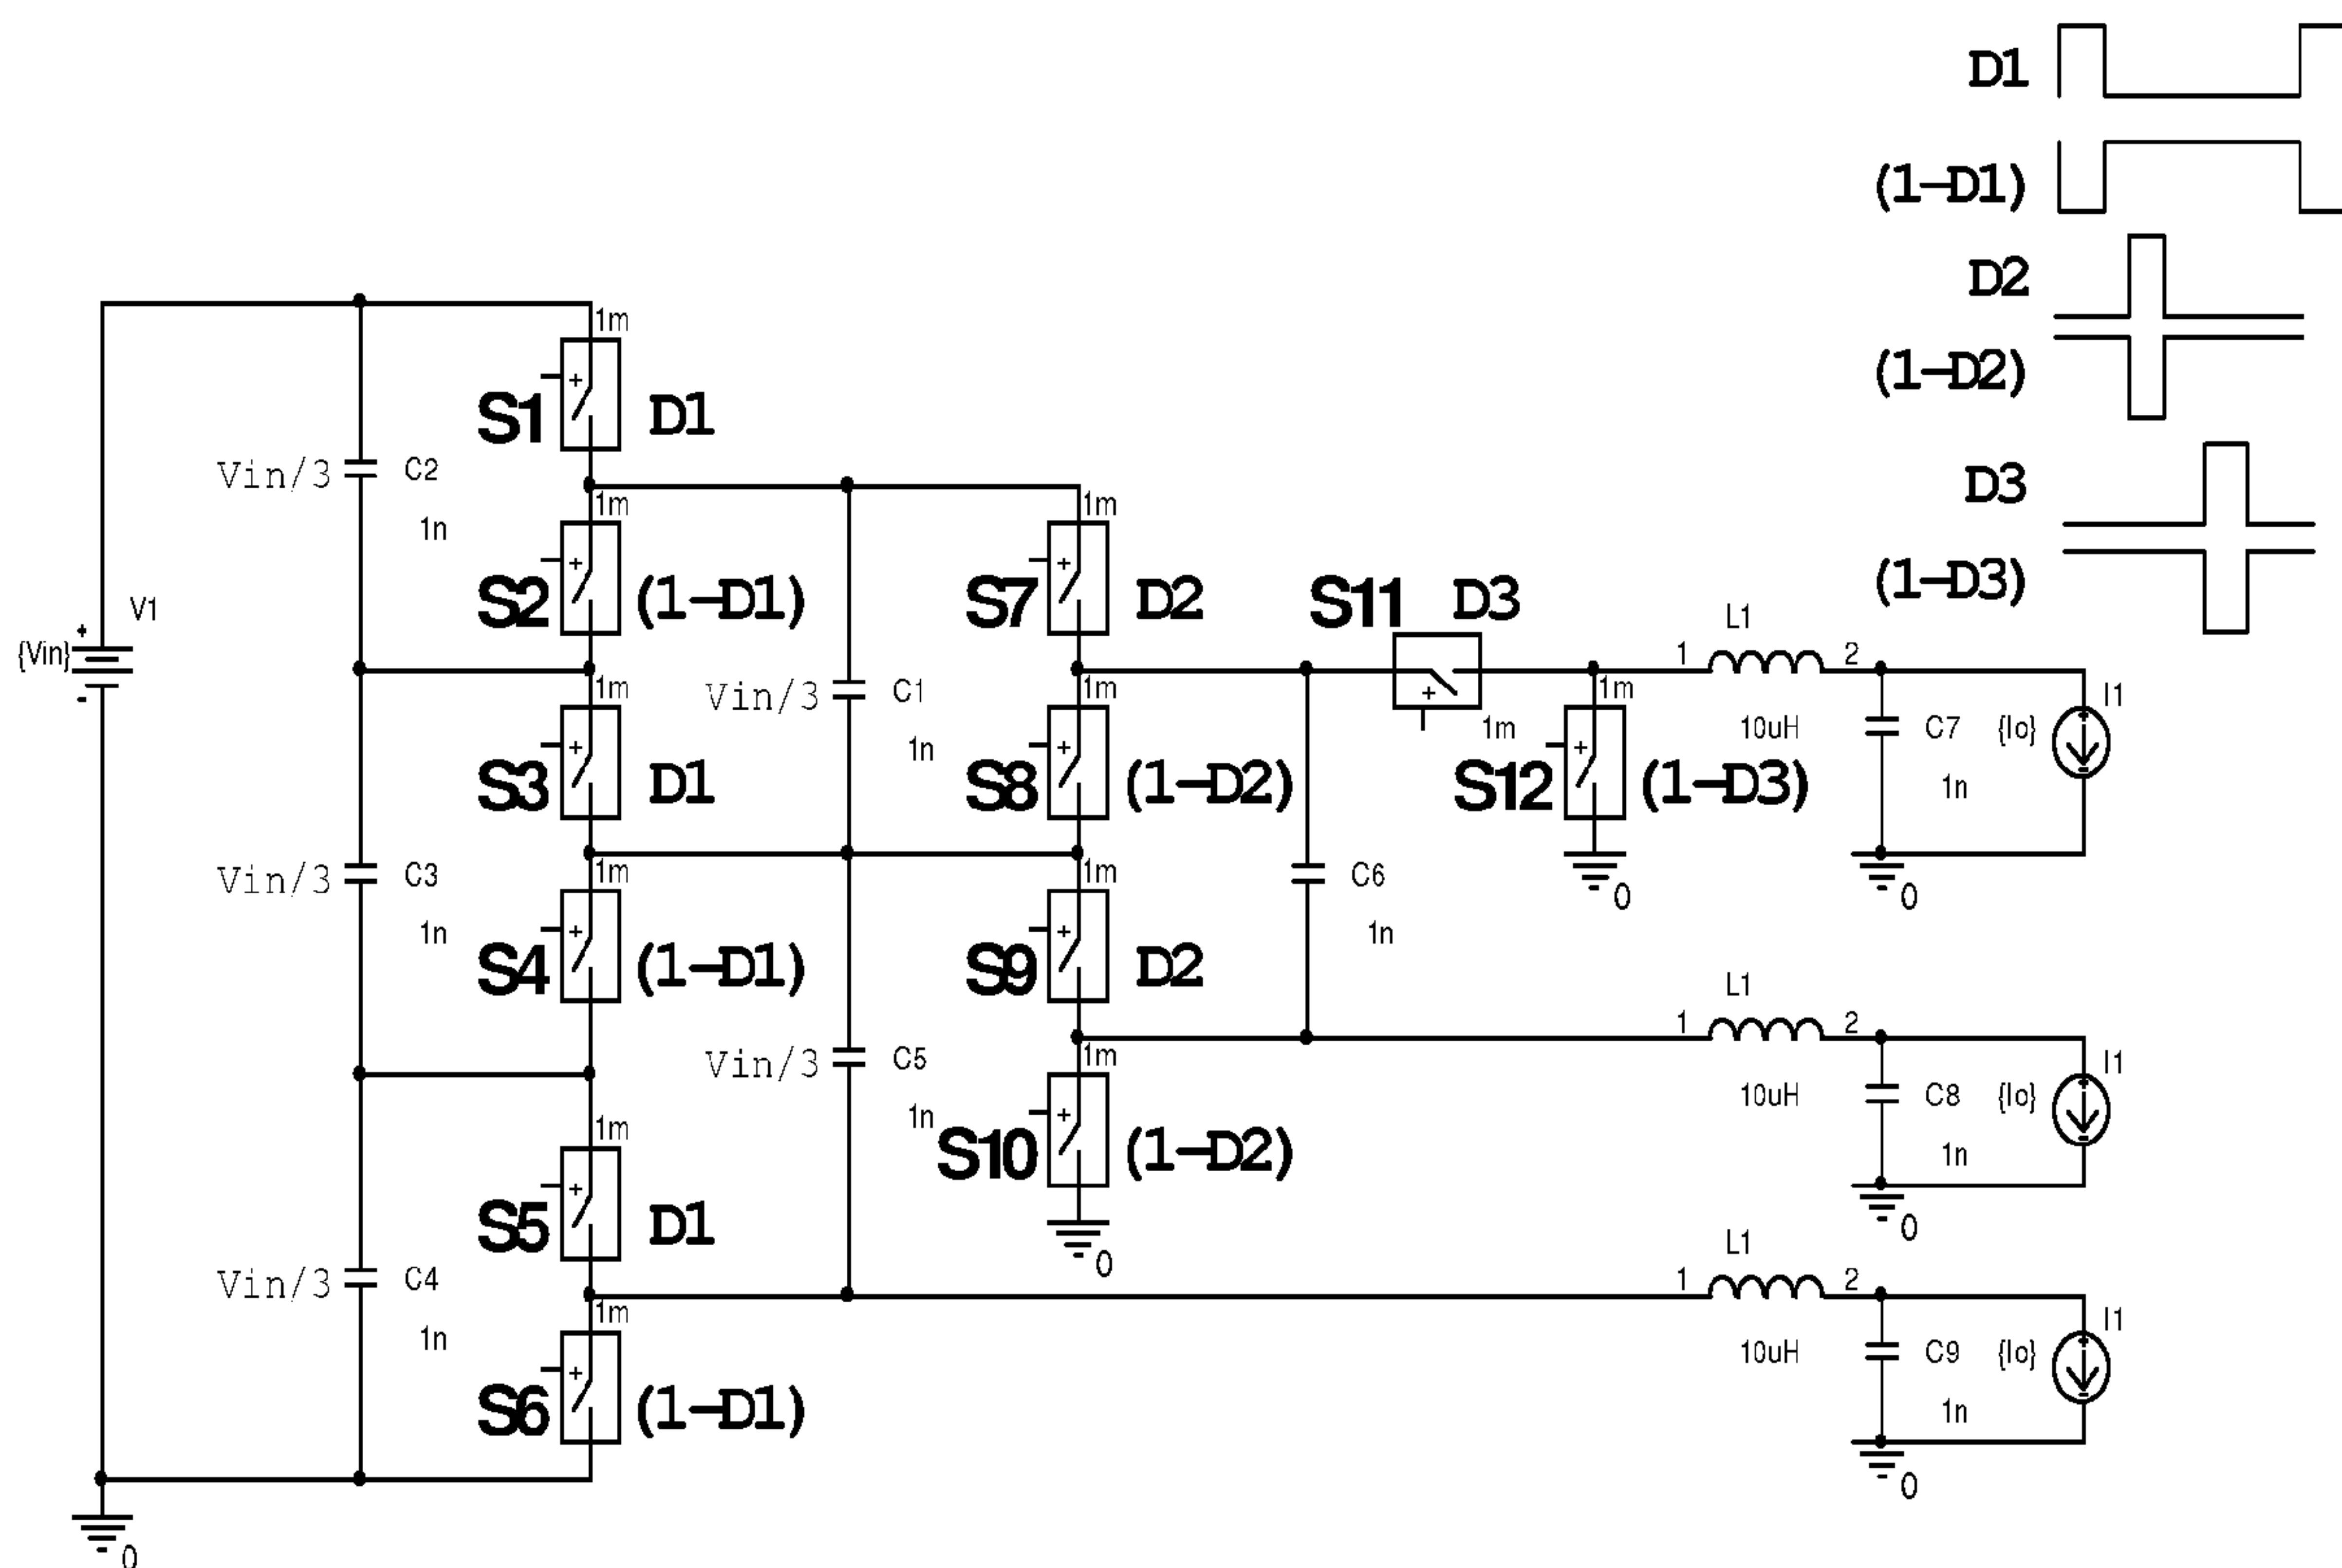 D1
(1-D1)
D2
(1-D2)
D3
(1-D3)
V1
+
{Vin}
-
0
Vin/3
C2
1n
Vin/3
C3
1n
Vin/3
C4
1n
1m
+
S1
D1
1m
+
S2
(1-D1)
1m
+
S3
D1
1m
+
S4
(1-D1)
1m
+
S5
D1
1m
+
S6
(1-D1)
Vin/3
C1
1n
Vin/3
C5
1n
1m
+
S7
D2
1m
+
S8
(1-D2)
1m
+
S9
D2
1m
+
S10
(1-D2)
0
C6
1n
S11
D3
+
1m
1m
+
S12
(1-D3)
0
L1
1
2
10uH
C7
1n
I1
{Io}
+
-
0
L1
1
2
10uH
C8
1n
I1
{Io}
+
-
0
L1
1
2
10uH
C9
1n
I1
{Io}
+
-
0